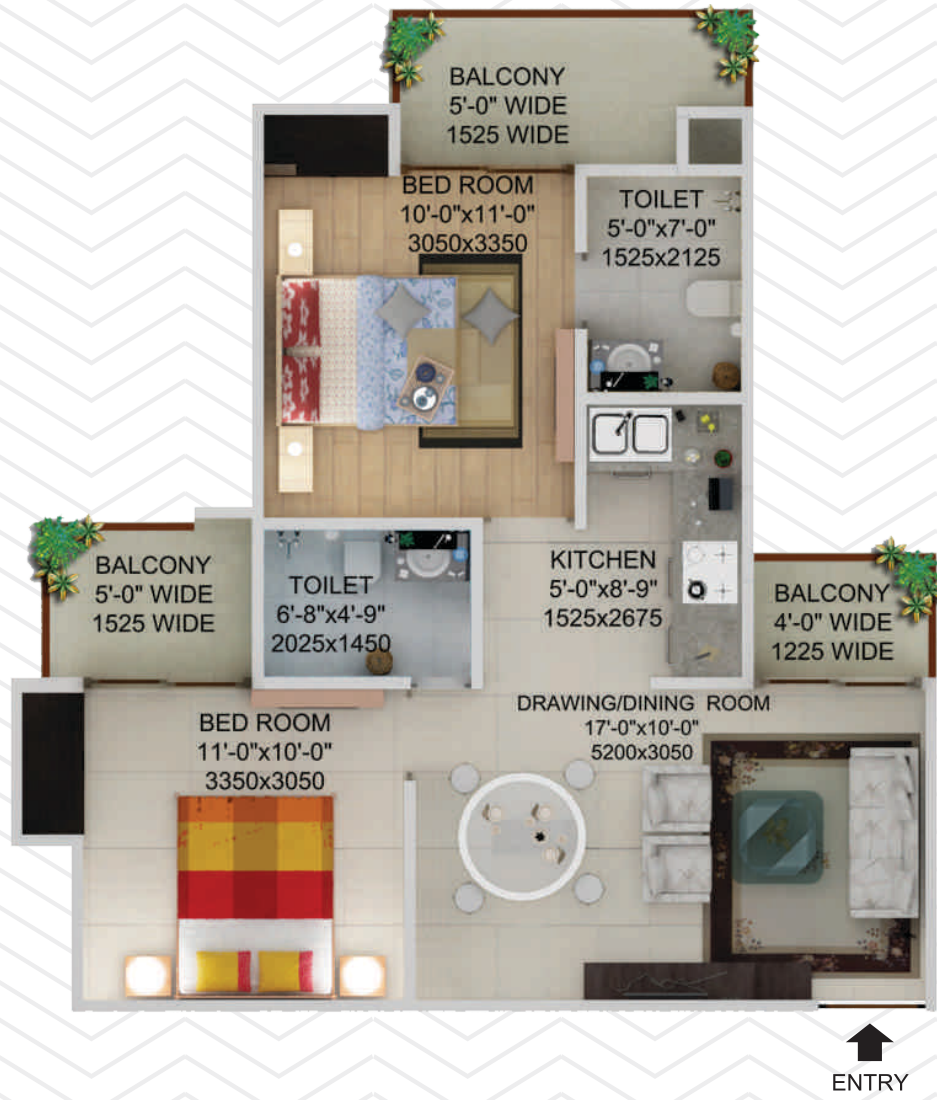 BALCONY
5'-0" WIDE
1525 WIDE
BED ROOM
10'-0"x11'-0"
3050x3350
TOILET
5'-0"x7'-0"
1525x2125
BALCONY
5'-0" WIDE
1525 WIDE
TOILET
6'-8"x4'-9"
2025x1450
KITCHEN
5'-0"x8'-9"
1525x2675
BALCONY
4'-0" WIDE
1225 WIDE
BED ROOM
11'-0"x10'-0"
3350x3050
DRAWING/DINING ROOM
17'-0"x10'-0"
5200x3050
ENTRY